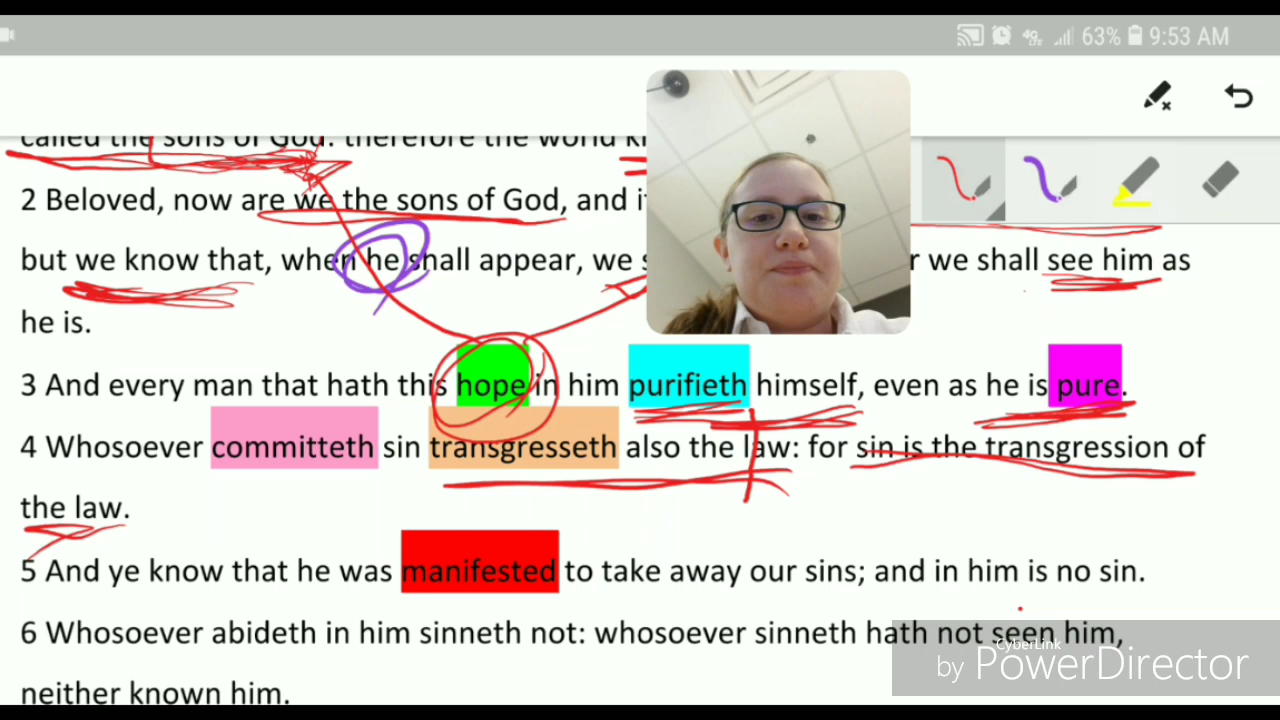 63% 9:53 AM
called the sons of God: therefore the world
2 Beloved, now are we the sons of God, and
but we know that, when he shall appear, we we shall see him as
he is.
3 And every man that hath this hope in him purifieth himself, even as he is pure.
4 Whosoever committeth sin transgresseth also the law: for sin is the transgression of
the law.
5 And ye know that he was manifested to take away our sins; and in him is no sin.
6 Whosoever abideth in him sinneth not: whosoever sinneth hath not seen him,
neither known him.
CyberLink
by PowerDirector